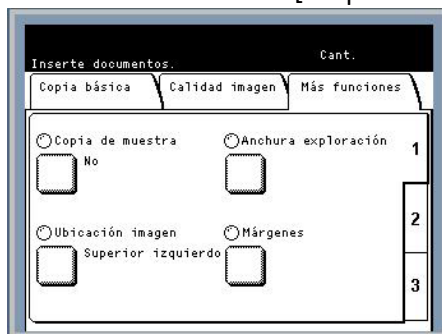 Cant.
Inserte documentos.
Copia básica Calidad imagen Más funciones
Copia de muestra Anchura exploración 1
No
2
Ubicación imagen Márgenes
Superior izquierdo
3